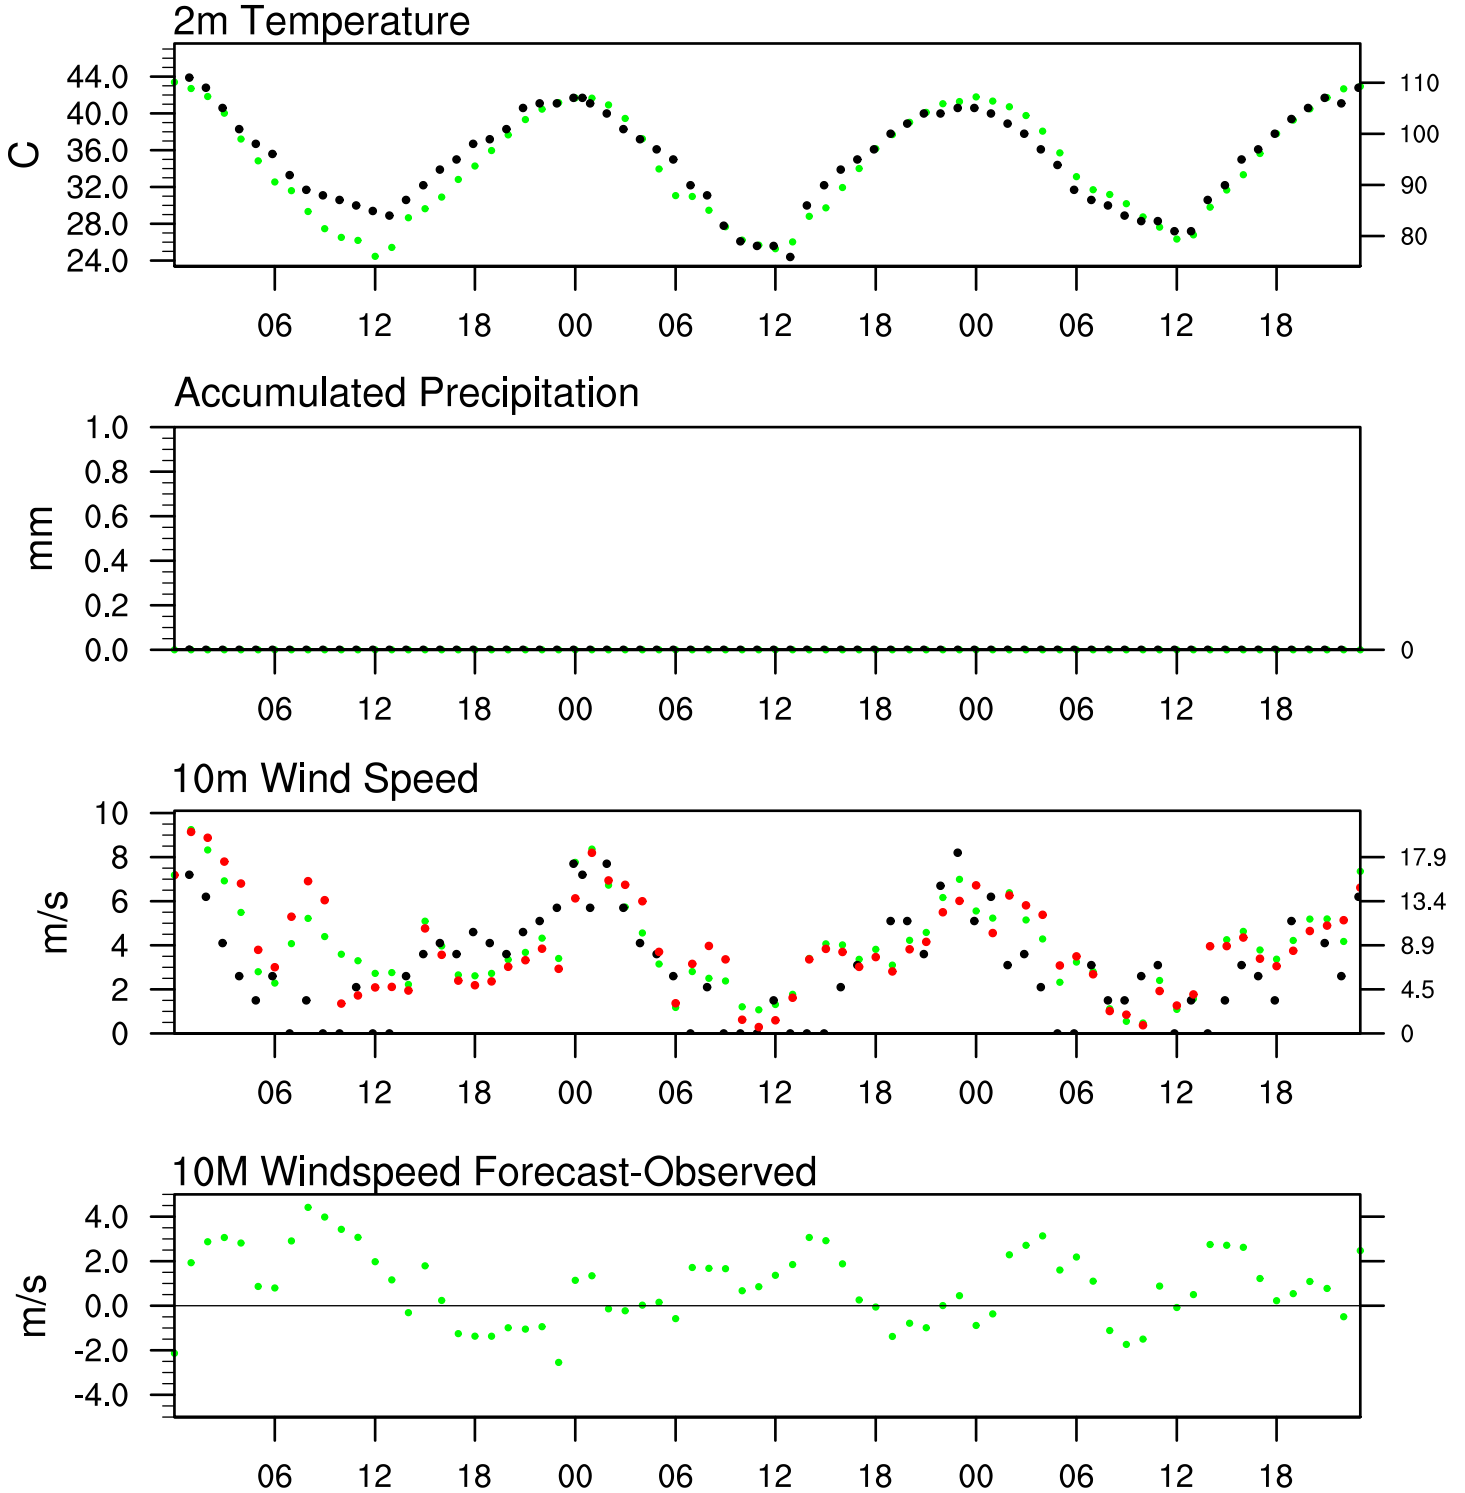 2m Temperature
44.0
40.0
36.0
32.0
28.0
24.0
C
110
100
90
80
06 12 18 00 06 12 18 00 06 12 18
Accumulated Precipitation
1.0
0.8
0.6
0.4
0.2
0.0
mm
0
06 12 18 00 06 12 18 00 06 12 18
10m Wind Speed
10
8
6
4
2
0
m/s
17.9
13.4
8.9
4.5
0
06 12 18 00 06 12 18 00 06 12 18
10M Windspeed Forecast-Observed
4.0
2.0
0.0
-2.0
-4.0
m/s
06 12 18 00 06 12 18 00 06 12 18